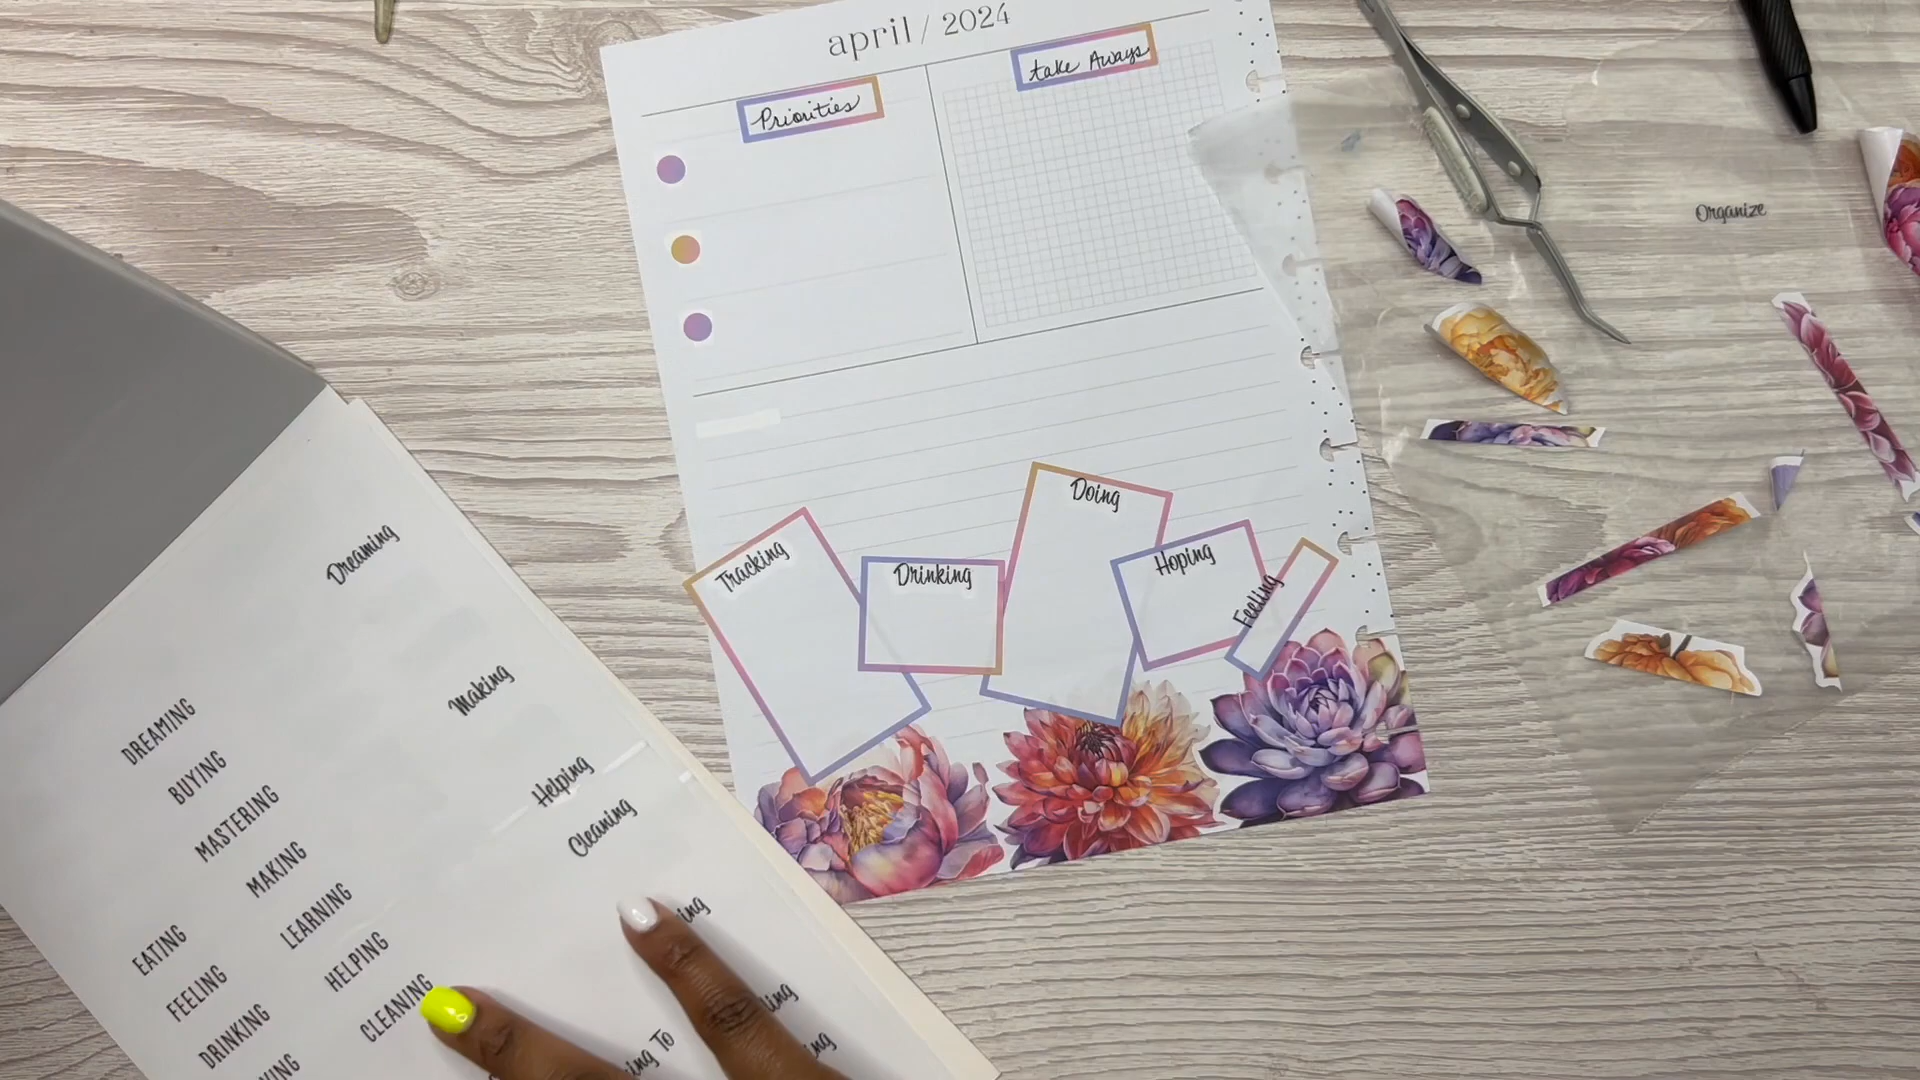 april / 2024
Priorities
take Aways
Organize
Tracking
Drinking
Doing
Hoping
Feeling
Dreaming
Making
Helping
Cleaning
DREAMING
BUYING
MASTERING
MAKING
LEARNING
HELPING
CLEANING
EATING
FEELING
DRINKING